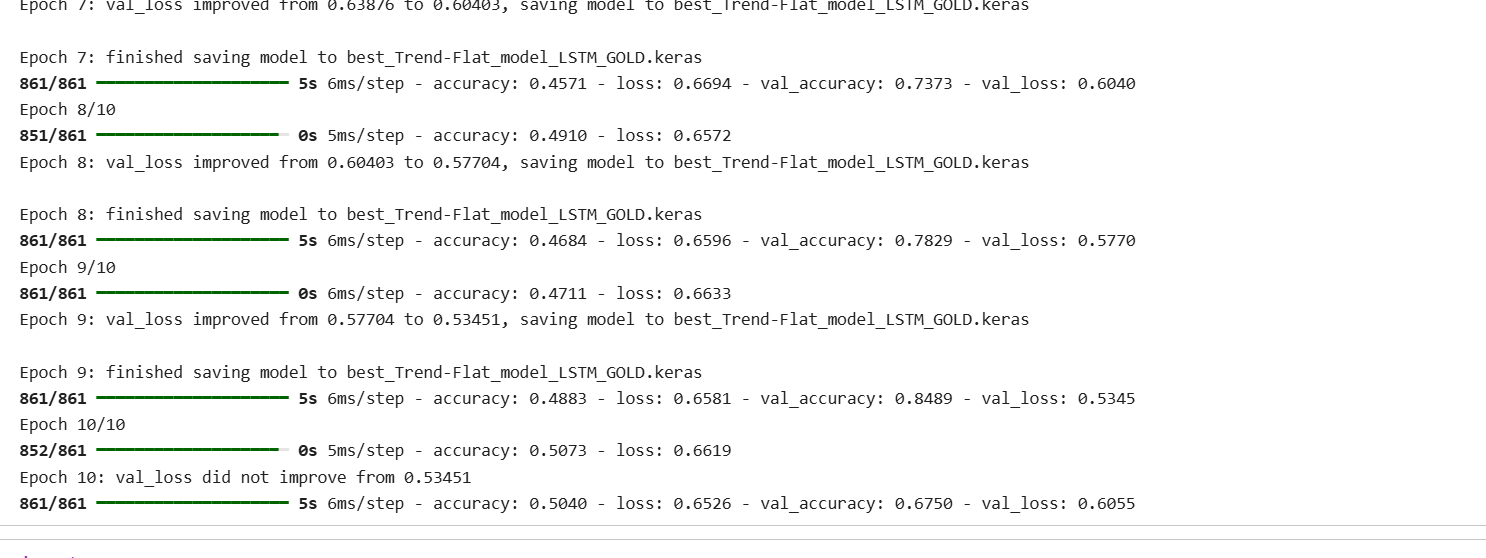 Epoch 7: val_loss improved from 0.63876 to 0.60403, saving model to best_Trend-Flat_model_LSTM_GOLD.keras
Epoch 7: finished saving model to best_Trend-Flat_model_LSTM_GOLD.keras
861/861 5s 6ms/step - accuracy: 0.4571 - loss: 0.6694 - val_accuracy: 0.7373 - val_loss: 0.6040
Epoch 8/10
851/861 0s 5ms/step - accuracy: 0.4910 - loss: 0.6572
Epoch 8: val_loss improved from 0.60403 to 0.57704, saving model to best_Trend-Flat_model_LSTM_GOLD.keras
Epoch 8: finished saving model to best_Trend-Flat_model_LSTM_GOLD.keras
861/861 5s 6ms/step - accuracy: 0.4684 - loss: 0.6596 - val_accuracy: 0.7829 - val_loss: 0.5770
Epoch 9/10
861/861 0s 6ms/step - accuracy: 0.4711 - loss: 0.6633
Epoch 9: val_loss improved from 0.57704 to 0.53451, saving model to best_Trend-Flat_model_LSTM_GOLD.keras
Epoch 9: finished saving model to best_Trend-Flat_model_LSTM_GOLD.keras
861/861 5s 6ms/step - accuracy: 0.4883 - loss: 0.6581 - val_accuracy: 0.8489 - val_loss: 0.5345
Epoch 10/10
852/861 0s 5ms/step - accuracy: 0.5073 - loss: 0.6619
Epoch 10: val_loss did not improve from 0.53451
861/861 5s 6ms/step - accuracy: 0.5040 - loss: 0.6526 - val_accuracy: 0.6750 - val_loss: 0.6055